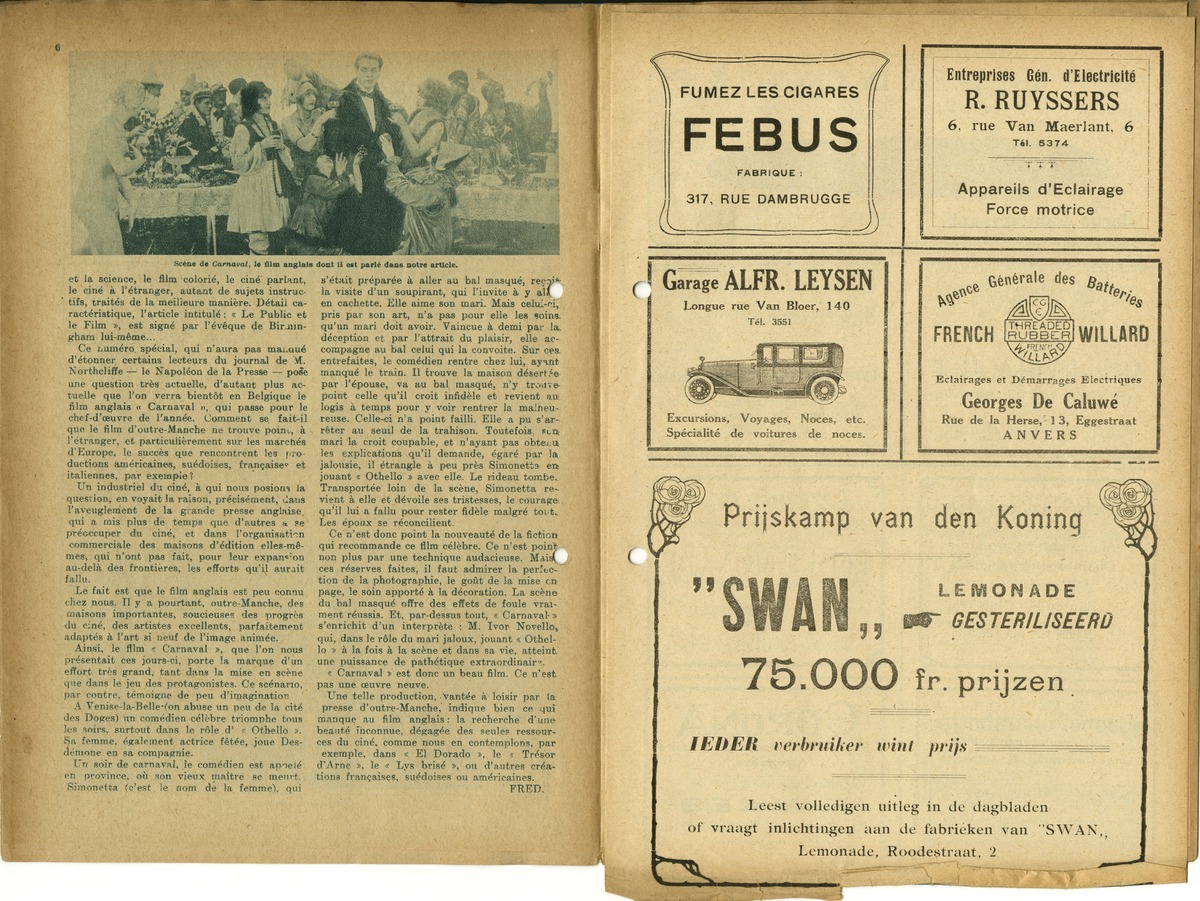 6
Scène de Carnaval, le film anglais dont il est parlé dans notre article.
et la science, le film colorié, le ciné parlant,
le ciné à l'étranger, autant de sujets instruc-
tifs, traités de la meilleure manière. Détail ca-
ractéristique, l'article intitulé : « Le Public et
le Film », est signé par l'évêque de Birmin-
gham lui-même...
Ce numéro spécial, qui n'aura pas manqué
d'étonner certains lecteurs du journal de M.
Northcliffe — le Napoléon de la Presse — pose
une question très actuelle, d'autant plus ac-
tuelle que l'on verra bientôt en Belgique le
film anglais « Carnaval », qui passe pour le
chef-d'œuvre de l'année. Comment se fait-il
que le film d'outre-Manche ne trouve point, à
l'étranger, et particulièrement sur les marchés
d'Europe, le succès que rencontrent les pro-
ductions américaines, suédoises, françaises et
italiennes, par exemple?
Un industriel du ciné, à qui nous posions la
question, en voyait la raison, précisément, dans
l'aveuglement de la grande presse anglaise,
qui a mis plus de temps que d'autres à se
préoccuper du ciné, et dans l'organisation
commerciale des maisons d'édition elles-mê-
mes, qui n'ont pas fait, pour leur expansion
au-delà des frontières, les efforts qu'il aurait
fallu.
Le fait est que le film anglais est peu connu
chez nous. Il y a pourtant, outre-Manche, des
maisons importantes, soucieuses des progrès
du ciné, des artistes excellents, parfaitement
adaptés à l'art si neuf de l'image animée.
Ainsi, le film « Carnaval », que l'on nous
présentait ces jours-ci, porte la marque d'un
effort très grand, tant dans la mise en scène
que dans le jeu des protagonistes. Ce scénario,
par contre, témoigne de peu d'imagination
A Venise-la-Belle (on abuse un peu de la cité
des Doges) un comédien célèbre triomphe tous
les soirs, surtout dans le rôle d' « Othello ».
Sa femme, également actrice fêtée, joue Des-
démone en sa compagnie.
Un soir de carnaval, le comédien est appelé
en province, où son vieux maître se meurt.
Simonetta (c'est le nom de la femme), qui
s'était préparée à aller au bal masqué, reçoit
la visite d'un soupirant, qui l'invite à y aller
en cachette. Elle aime son mari. Mais celui-ci,
pris par son art, n'a pas pour elle les soins
qu'un mari doit avoir. Vaincue à demi par la
déception et par l'attrait du plaisir, elle ac-
compagne au bal celui qui la convoite. Sur ces
entrefaites, le comédien rentre chez lui, ayant
manqué le train. Il trouve la maison désertée
par l'épouse, va au bal masqué, n'y trouve
point celle qu'il croit infidèle et revient au
logis à temps pour y voir rentrer la malheu-
reuse. Celle-ci n'a point failli. Elle a pu s'ar-
rêter au seuil de la trahison. Toutefois, son
mari la croit coupable, et n'ayant pas obtenu
les explications qu'il demande, égaré par la
jalousie, il étrangle à peu près Simonetta en
jouant « Othello » avec elle. Le rideau tombe.
Transportée loin de la scène, Simonetta re-
vient à elle et dévoile ses tristesses, le courage
qu'il lui a fallu pour rester fidèle malgré tout.
Les époux se réconcilient.
Ce n'est donc point la nouveauté de la fiction
qui recommande ce film célèbre. Ce n'est point
non plus par une technique audacieuse. Mais
ces réserves faites, il faut admirer la perfec-
tion de la photographie, le goût de la mise en
page, le soin apporté à la décoration. La scène
du bal masqué offre des effets de foule vrai-
ment réussis. Et, par-dessus tout, « Carnaval »
s'enrichit d'un interprète : M. Ivor Novello,
qui, dans le rôle du mari jaloux, jouant « Othel-
lo » à la fois à la scène et dans sa vie, atteint
une puissance de pathétique extraordinaire.
« Carnaval » est donc un beau film. Ce n'est
pas une œuvre neuve.
Une telle production, vantée à loisir par la
presse d'outre-Manche, indique bien ce qui
manque au film anglais : la recherche d'une
beauté inconnue, dégagée des seules ressour-
ces du ciné, comme nous en contemplons, par
exemple, dans « El Dorado », le « Trésor
d'Arne », le « Lys brisé », ou d'autres créa-
tions françaises, suédoises ou américaines.
FRED.
FUMEZ LES CIGARES
FEBUS
FABRIQUE :
317, RUE DAMBRUGGE
Entreprises Gén. d'Electricité
R. RUYSSERS
6, rue Van Maerlant, 6
Tél. 5374
Appareils d'Eclairage
Force motrice
Garage ALFR. LEYSEN
Longue rue Van Bloer, 140
Tél. 3551
Excursions, Voyages, Noces, etc.
Spécialité de voitures de noces.
Agence Générale des Batteries
FRENCH
THREADED
RUBBER
FRENCH
WILLARD
WILLARD
Eclairages et Démarrages Electriques
Georges De Caluwé
Rue de la Herse, 13, Eggestraat
ANVERS
Prijskamp van den Koning
"SWAN„
LEMONADE
GESTERILISEERD
75.000 fr. prijzen
IEDER verbruiker wint prijs
Leest volledigen uitleg in de dagbladen
of vraagt inlichtingen aan de fabrieken van "SWAN„
Lemonade, Roodestraat, 2